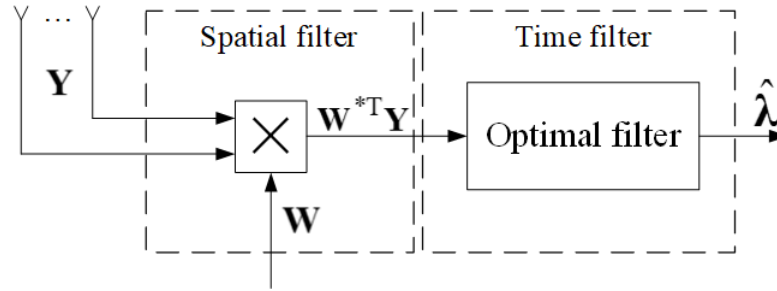 ...
Spatial filter
Time filter
Y
W*TY
Optimal filter
λ̂
W